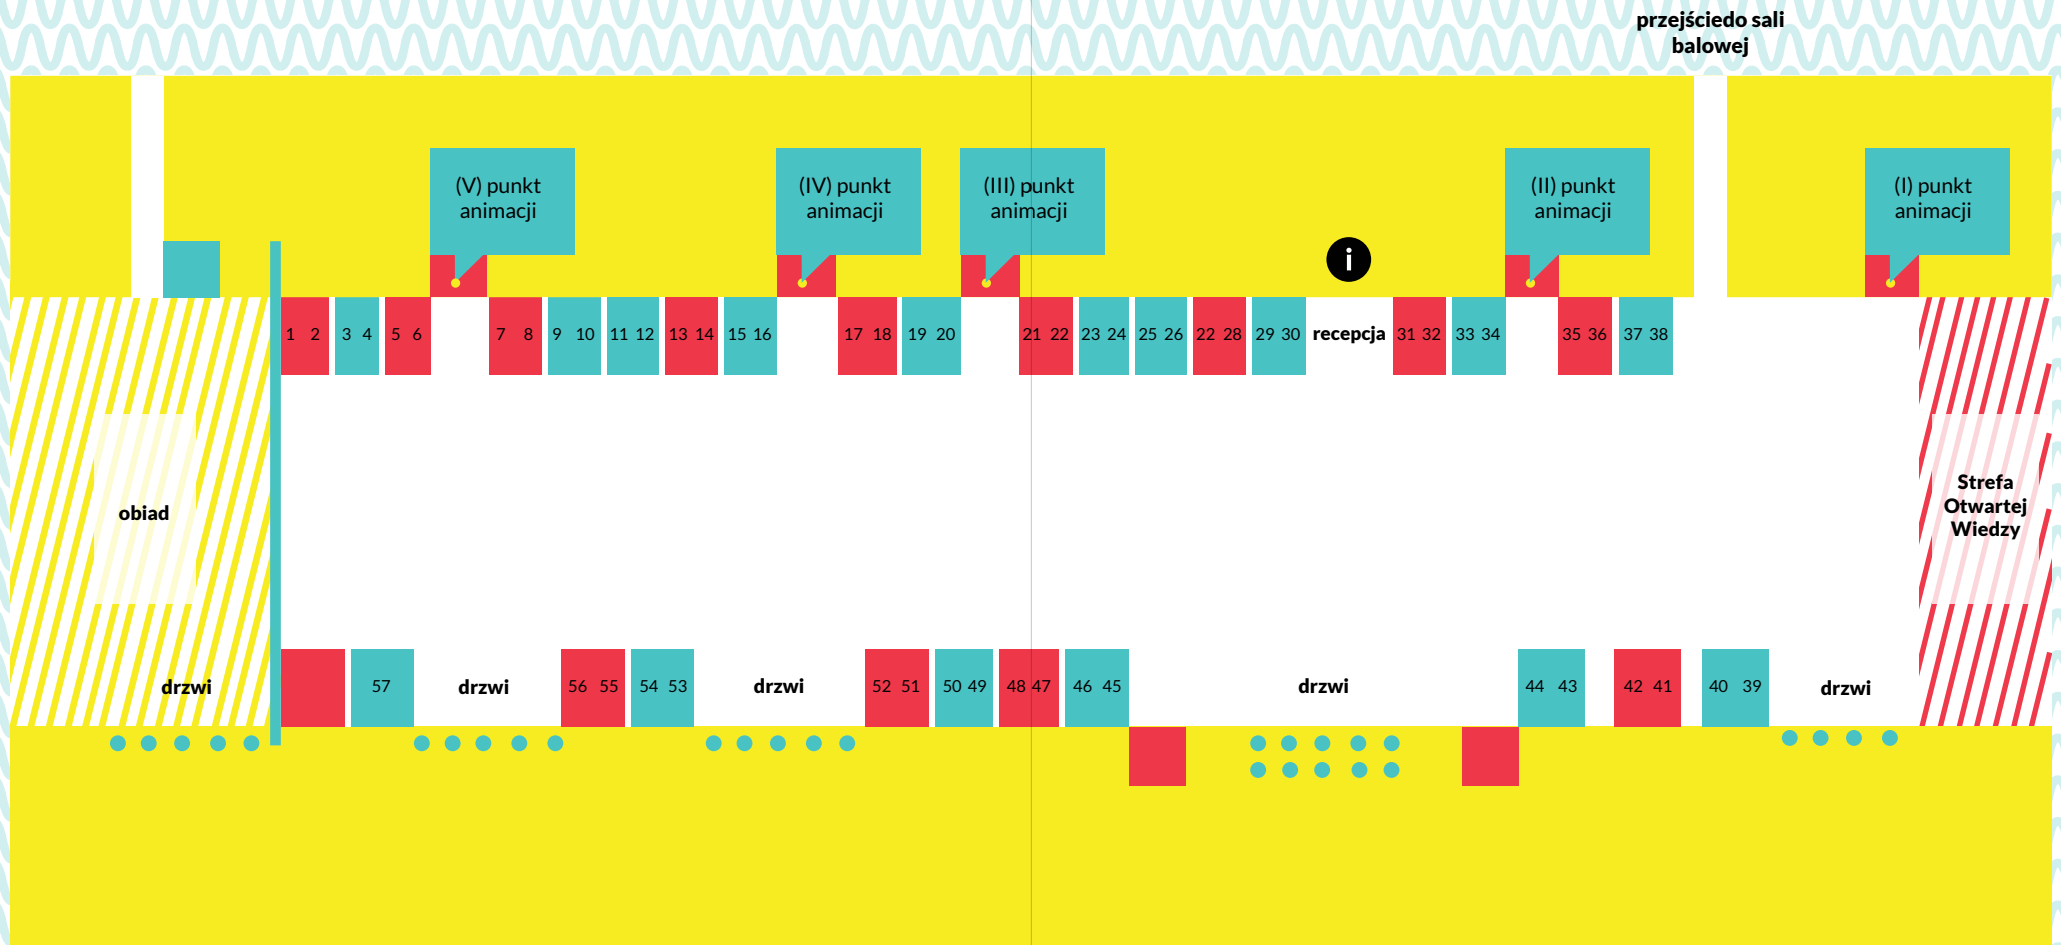 przejściedo sali
balowej
(V) punkt
animacji
(IV) punkt
animacji
(III) punkt
animacji
(II) punkt
animacji
(I) punkt
animacji
i
1 2 3 4 5 6 7 8 9 10 11 12 13 14 15 16 17 18 19 20 21 22 23 24 25 26 22 28 29 30 recepcja 31 32 33 34 35 36 37 38
obiad
Strefa
Otwartej
Wiedzy
drzwi 57 drzwi 56 55 54 53 drzwi 52 51 50 49 48 47 46 45 drzwi 44 43 42 41 40 39 drzwi